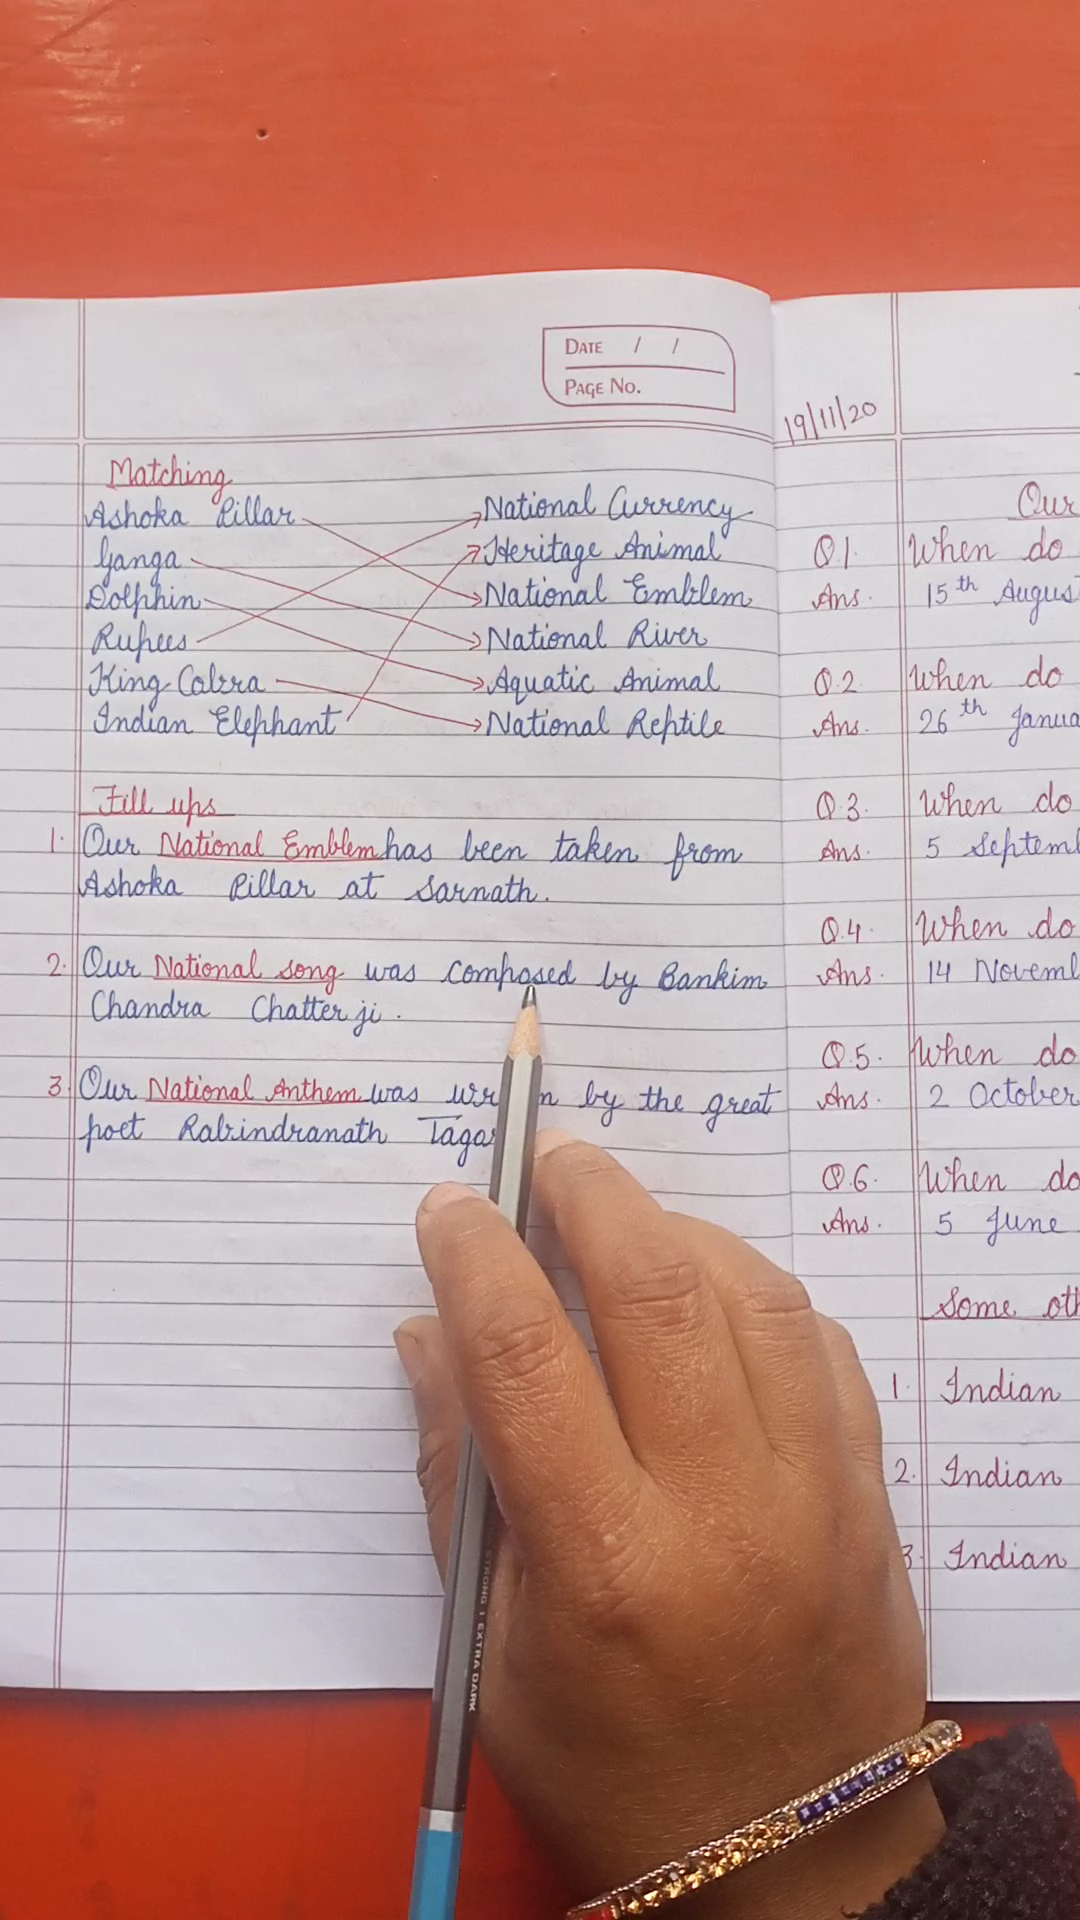 DATE / /
PAGE No.
Matching
Ashoka Pillar National Currency
Ganga Heritage Animal
Dolphin National Emblem
Rupees National River
King Cobra Aquatic Animal
Indian Elephant National Reptile
Fill ups
1. Our National Emblem has been taken from
Ashoka Pillar at Sarnath.
2. Our National song was composed by Bankim
Chandra Chatterji.
3. Our National Anthem was by the great
poet Rabindranath
19/11/20
Our
Q.1. When do
Ans. 15th
Q.2. When do
Ans. 26th
Q.3. When do
Ans. 5
Q.4. When do
Ans. 14
Q.5. When do
Ans. 2 October
Q.6. When do
Ans. 5 June
Some
1. Indian
2. Indian
3. Indian
STRONG | EXTRA DARK